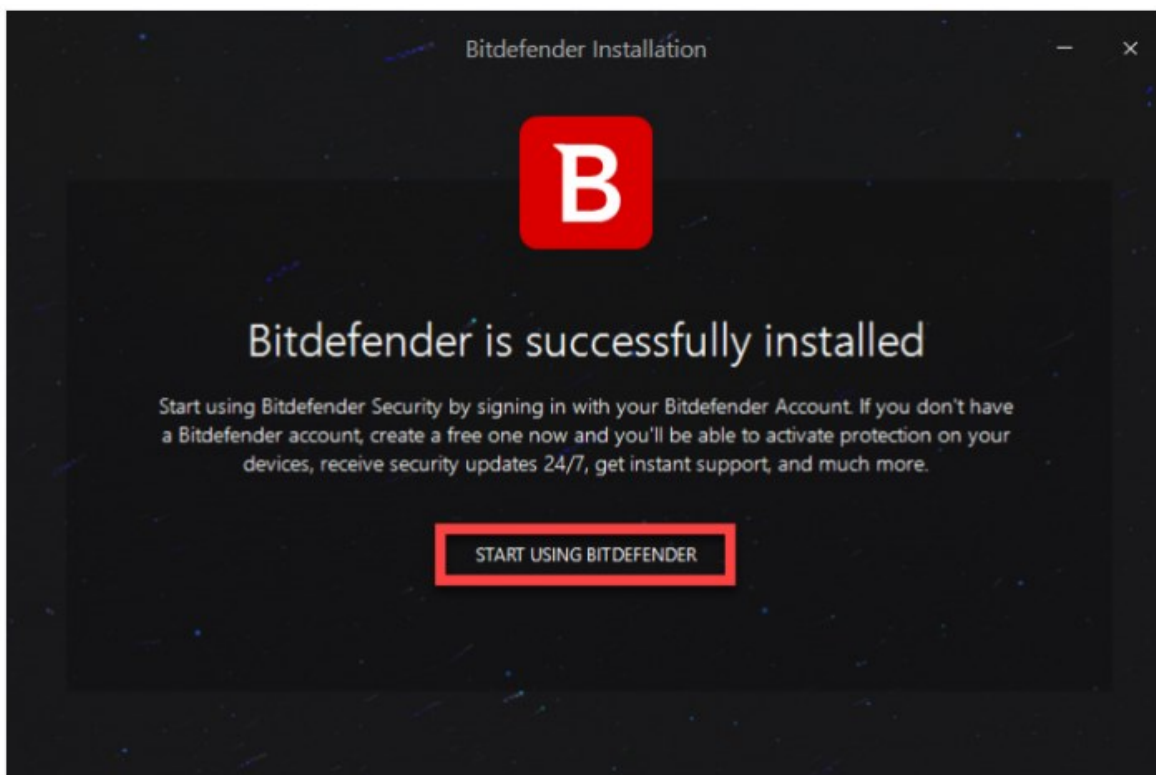 Bitdefender Installation
B
Bitdefender is successfully installed
Start using Bitdefender Security by signing in with your Bitdefender Account. If you don't have
a Bitdefender account, create a free one now and you'll be able to activate protection on your
devices, receive security updates 24/7, get instant support, and much more.
START USING BITDEFENDER